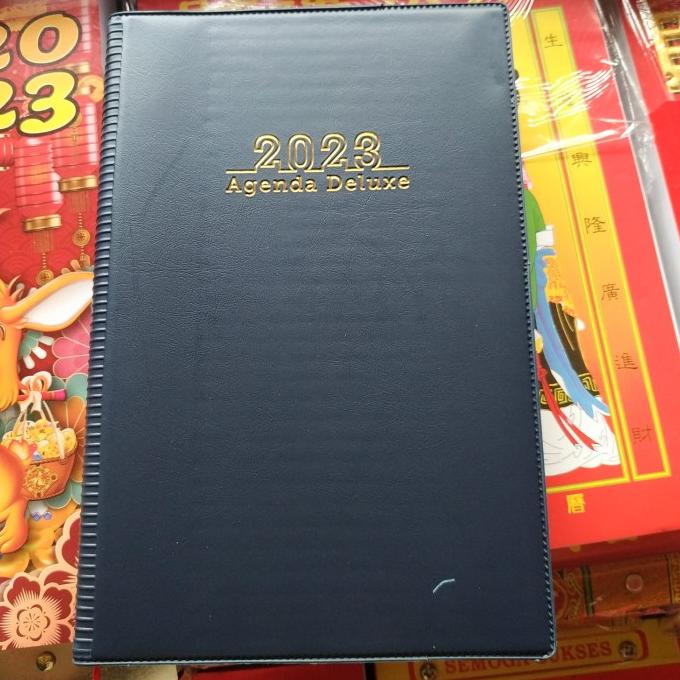 2023
Agenda Deluxe
20
23
生
興
隆
廣
進
財
曆
SEMOGA SUKSES